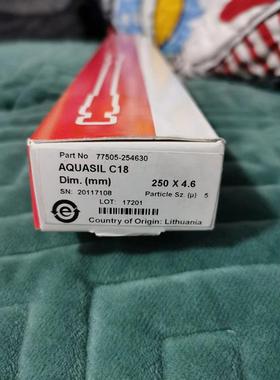 Part No 77505-254630
AQUASIL C18
Dim. (mm) 250 X 4.6
SN: 20117108 Particle Sz. (µ) 5
LOT: 17201
Country of Origin: Lithuania